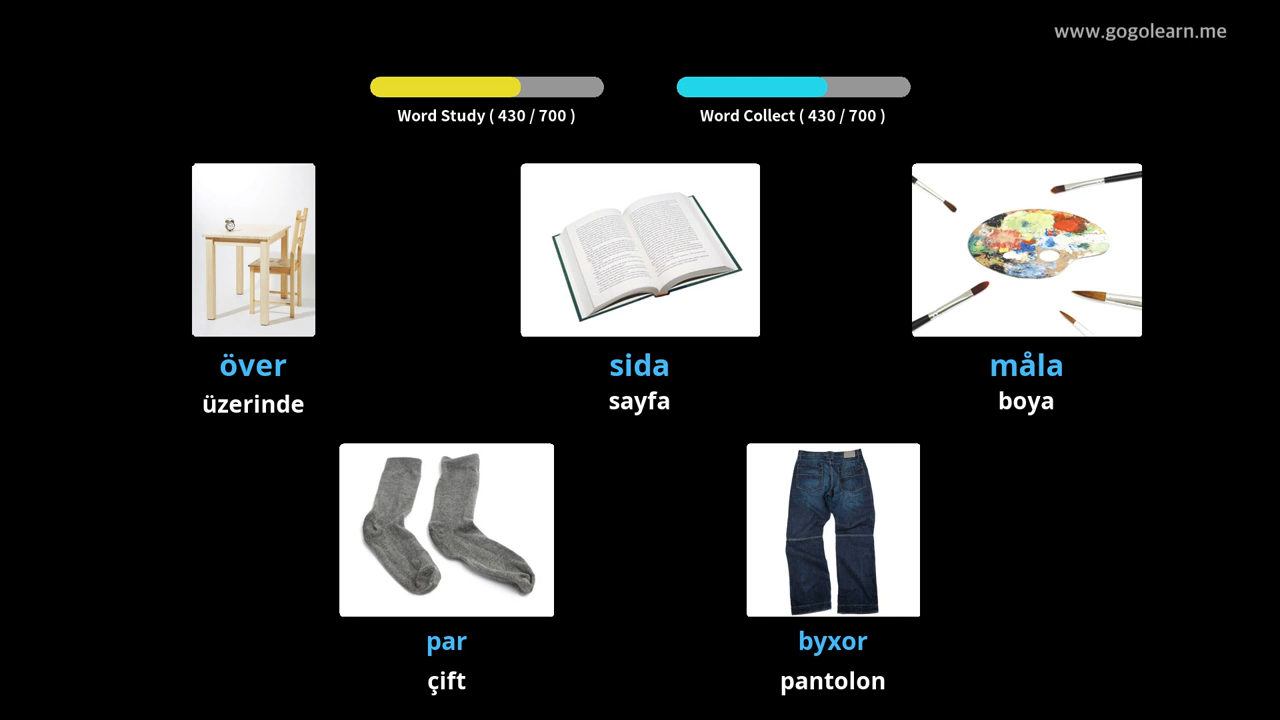 www.gogolearn.me
Word Study ( 430 / 700 )
Word Collect ( 430 / 700 )
över
sida
måla
üzerinde
sayfa
boya
par
byxor
çift
pantolon